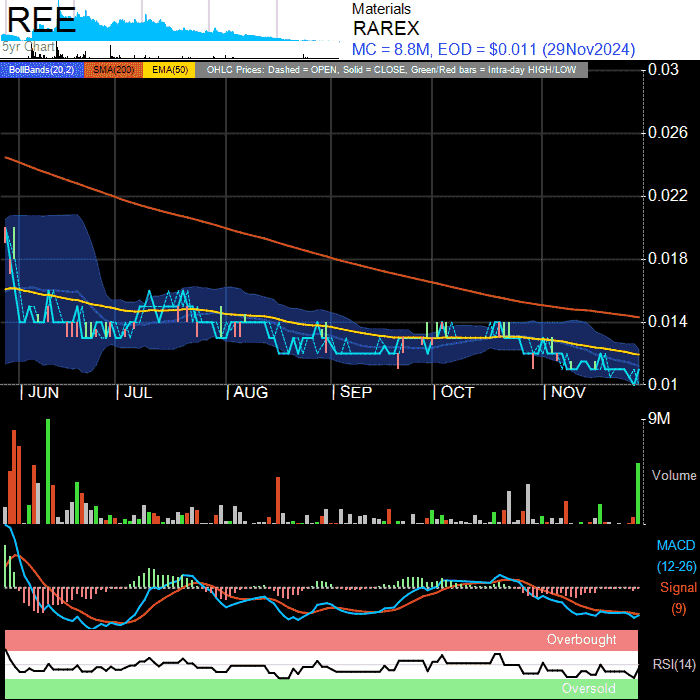 REE
5yr Chart
Materials
RAREX
MC = 8.8M, EOD = $0.011 (29Nov2024)
BollBands(20,2) SMA(200) EMA(50) OHLC Prices: Dashed = OPEN, Solid = CLOSE, Green/Red bars = Intra-day HIGH/LOW
0.03
0.026
0.022
0.018
0.014
0.01
| JUN | JUL | AUG | SEP | OCT | NOV
9M
Volume
MACD
(12-26)
Signal
(9)
Overbought
RSI(14)
Oversold